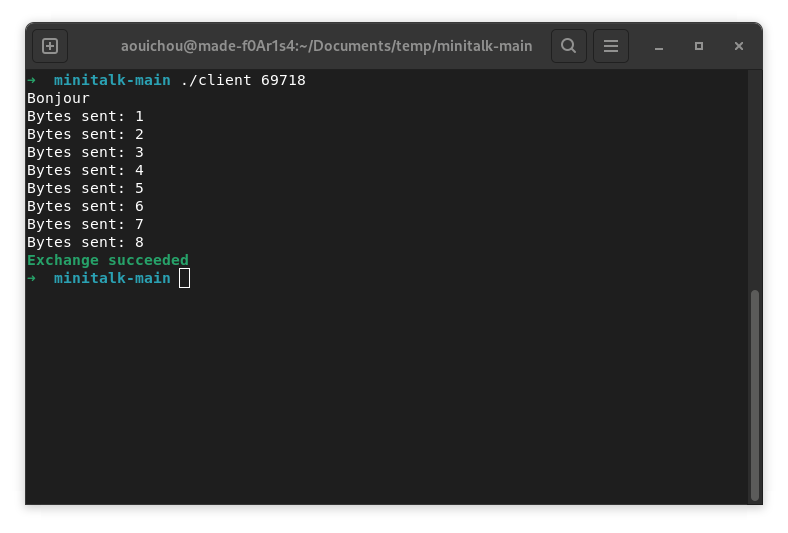 aouichou@made-f0Ar1s4:~/Documents/temp/minitalk-main
➜  minitalk-main ./client 69718
Bonjour
Bytes sent: 1
Bytes sent: 2
Bytes sent: 3
Bytes sent: 4
Bytes sent: 5
Bytes sent: 6
Bytes sent: 7
Bytes sent: 8
Exchange succeeded
➜  minitalk-main